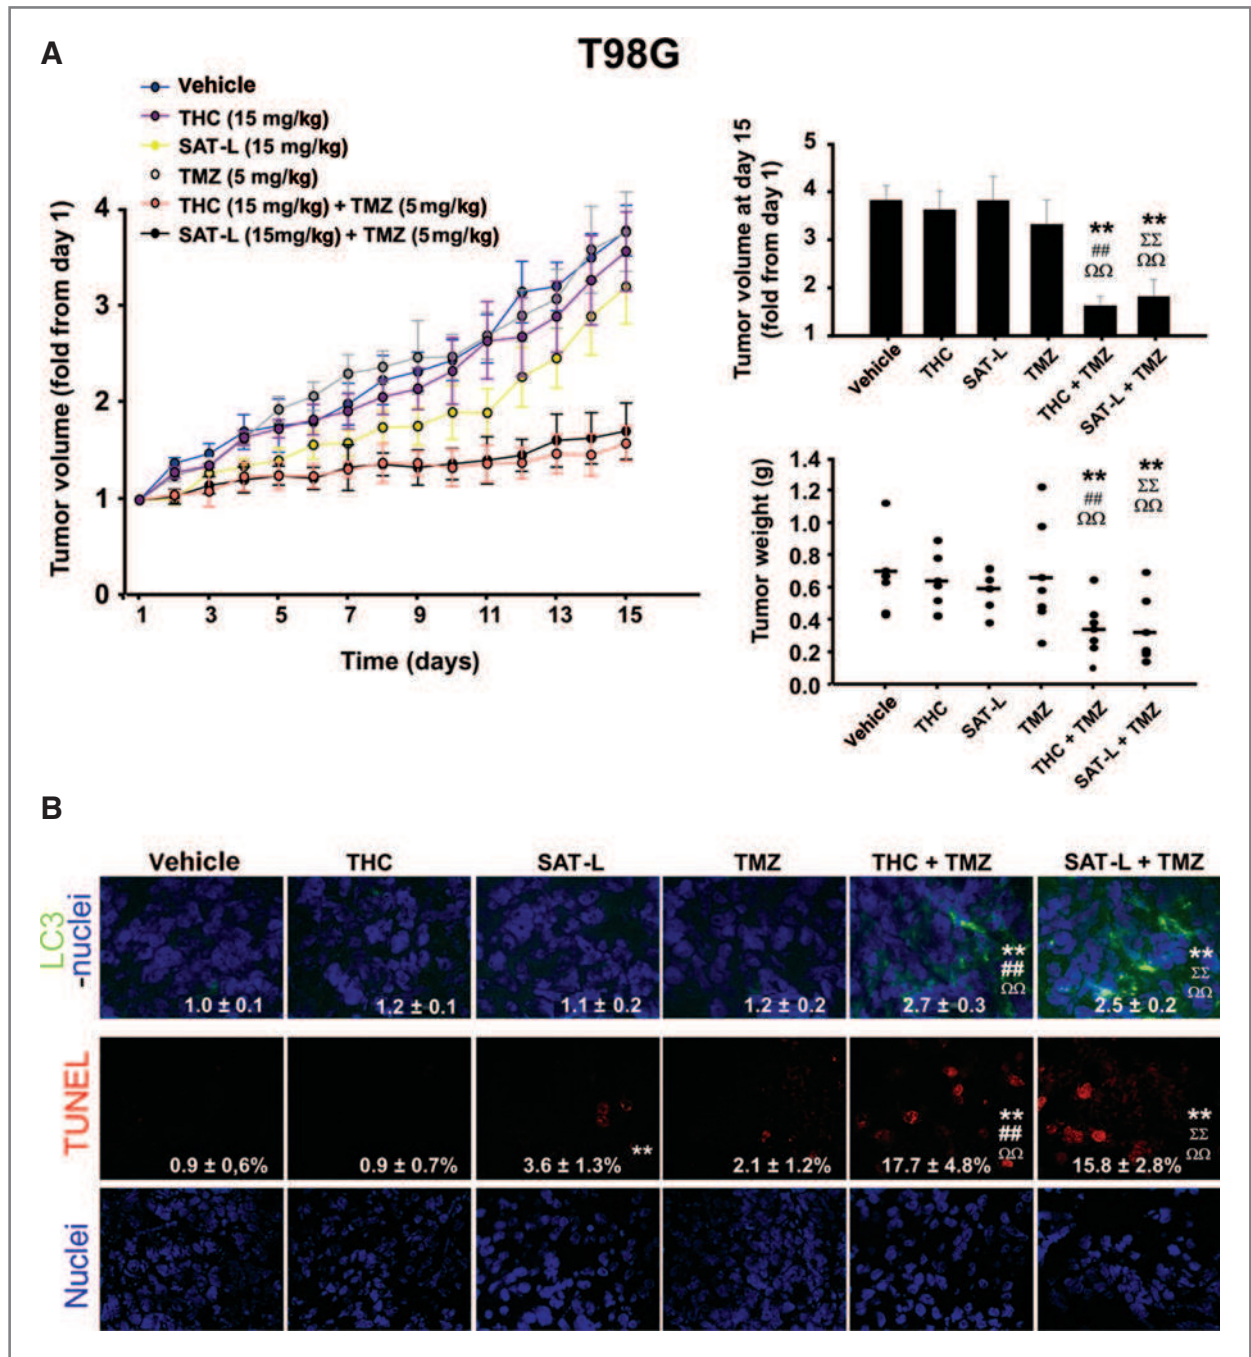 A
T98G
Vehicle
THC (15 mg/kg)
SAT-L (15 mg/kg)
TMZ (5 mg/kg)
THC (15 mg/kg) + TMZ (5 mg/kg)
SAT-L (15mg/kg) + TMZ (5mg/kg)
Tumor volume (fold from day 1)
4
3
2
1
0
1 3 5 7 9 11 13 15
Time (days)
Tumor volume at day 15
(fold from day 1)
5
4
3
2
1
** **
## ΣΣ
ΩΩ ΩΩ
Vehicle THC SAT-L TMZ THC + TMZ SAT-L + TMZ
Tumor weight (g)
1.4
1.2
1.0
0.8
0.6
0.4
0.2
0.0
** **
## ΣΣ
ΩΩ ΩΩ
Vehicle THC SAT-L TMZ THC + TMZ SAT-L + TMZ
B
Vehicle THC SAT-L TMZ THC + TMZ SAT-L + TMZ
LC3
-nuclei
** **
## ΣΣ
ΩΩ ΩΩ
1.0 ± 0.1 1.2 ± 0.1 1.1 ± 0.2 1.2 ± 0.2 2.7 ± 0.3 2.5 ± 0.2
TUNEL
** ** **
## ΣΣ
ΩΩ ΩΩ
0.9 ± 0,6% 0.9 ± 0.7% 3.6 ± 1.3% 2.1 ± 1.2% 17.7 ± 4.8% 15.8 ± 2.8%
Nuclei